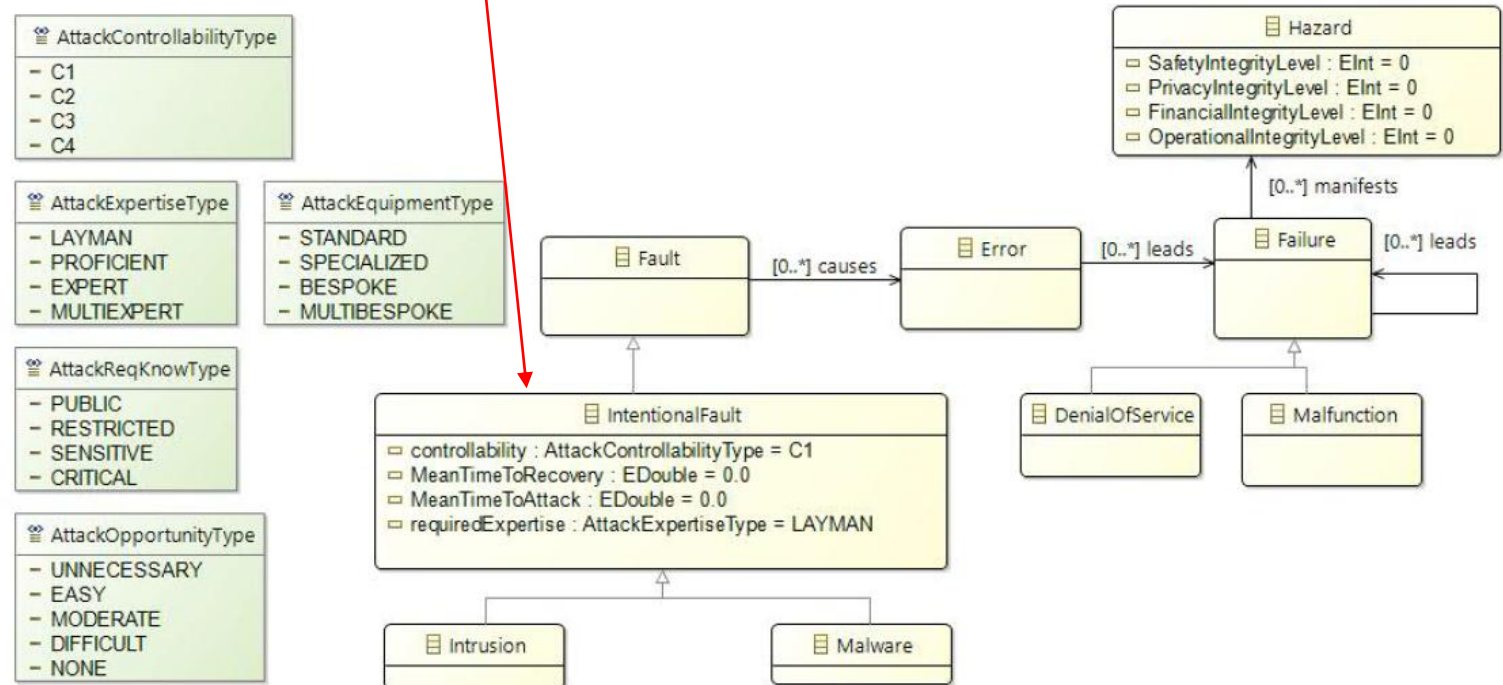 AttackControllabilityType
- C1
- C2
- C3
- C4
AttackExpertiseType
- LAYMAN
- PROFICIENT
- EXPERT
- MULTIEXPERT
AttackEquipmentType
- STANDARD
- SPECIALIZED
- BESPOKE
- MULTIBESPOKE
AttackReqKnowType
- PUBLIC
- RESTRICTED
- SENSITIVE
- CRITICAL
AttackOpportunityType
- UNNECESSARY
- EASY
- MODERATE
- DIFFICULT
- NONE
Hazard
SafetyIntegrityLevel : EInt = 0
PrivacyIntegrityLevel : EInt = 0
FinancialIntegrityLevel : EInt = 0
OperationalIntegrityLevel : EInt = 0
[0..*] manifests
Fault
[0..*] causes
Error
[0..*] leads
Failure
[0..*] leads
IntentionalFault
controllability : AttackControllabilityType = C1
MeanTimeToRecovery : EDouble = 0.0
MeanTimeToAttack : EDouble = 0.0
requiredExpertise : AttackExpertiseType = LAYMAN
DenialOfService
Malfunction
Intrusion
Malware